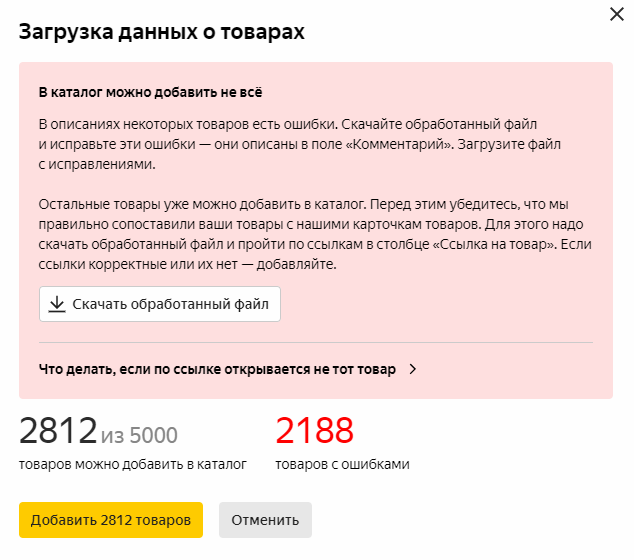 Загрузка данных о товарах
В каталог можно добавить не всё
В описаниях некоторых товаров есть ошибки. Скачайте обработанный файл
и исправьте эти ошибки — они описаны в поле «Комментарий». Загрузите файл
с исправлениями.
Остальные товары уже можно добавить в каталог. Перед этим убедитесь, что мы
правильно сопоставили ваши товары с нашими карточкам товаров. Для этого надо
скачать обработанный файл и пройти по ссылкам в столбце «Ссылка на товар». Если
ссылки корректные или их нет — добавляйте.
Скачать обработанный файл
Что делать, если по ссылке открывается не тот товар
2812 из 5000
товаров можно добавить в каталог
2188
товаров с ошибками
Добавить 2812 товаров
Отменить